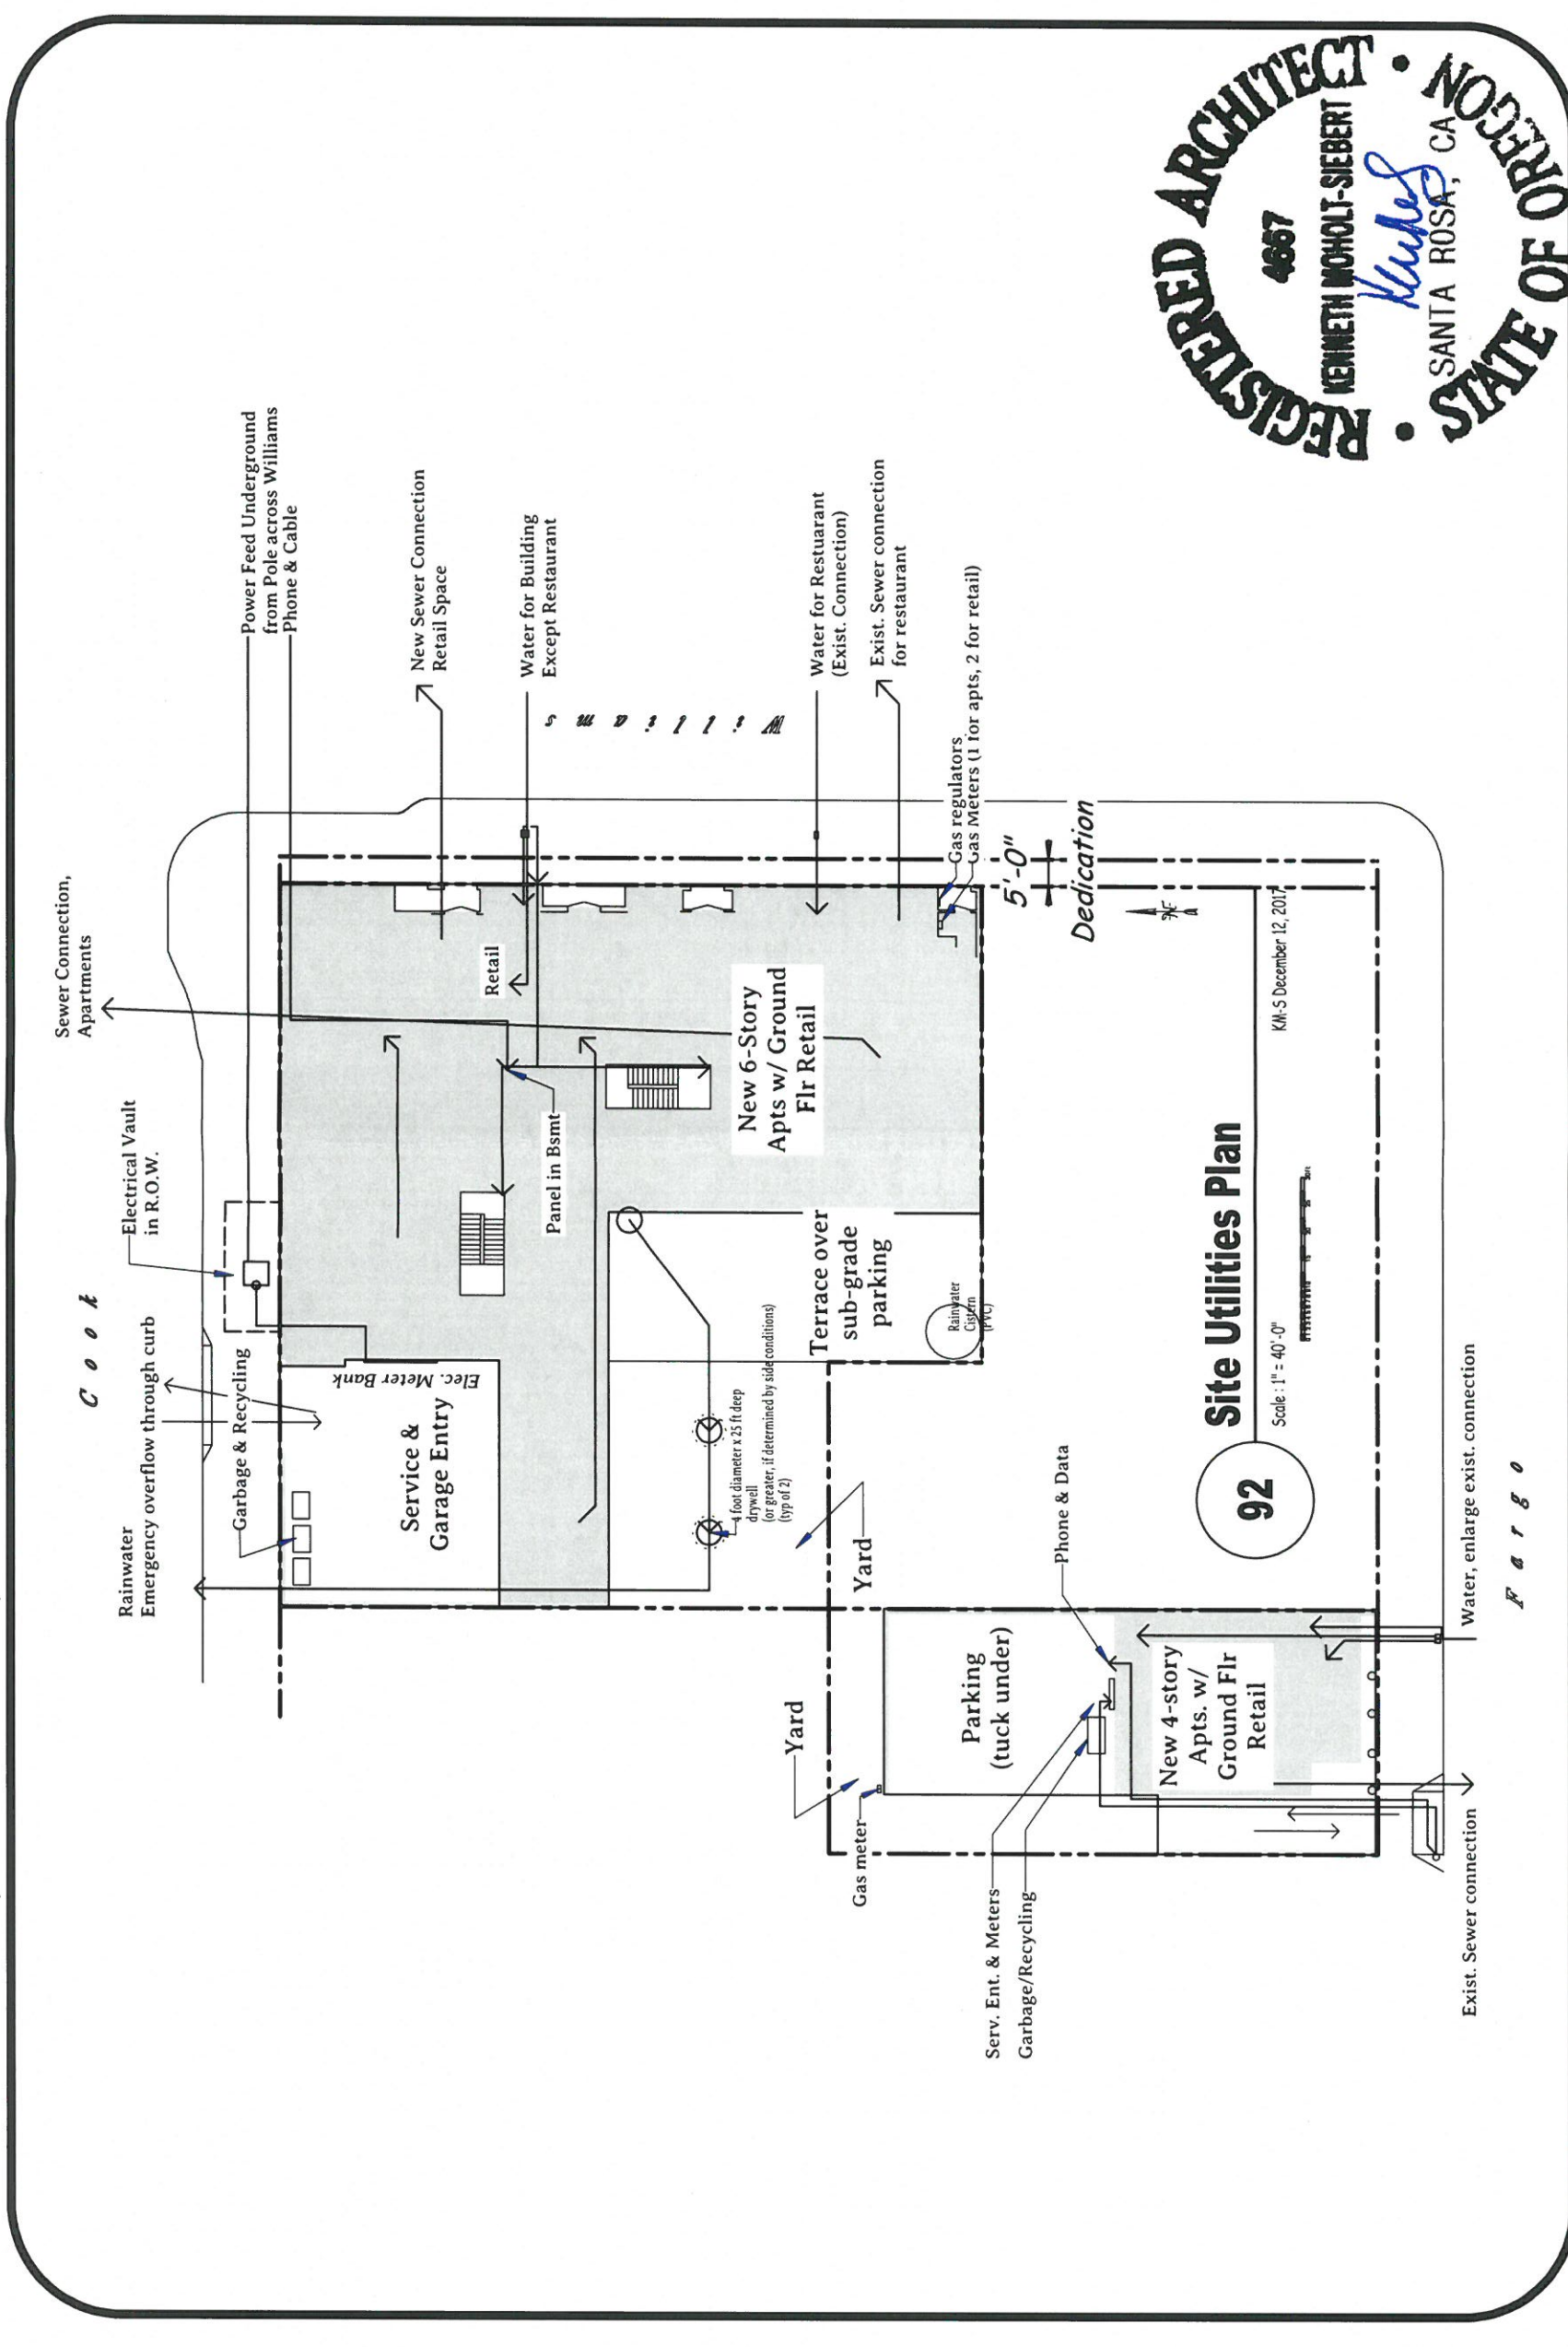 Sewer Connection,
Apartments
Cook
Electrical Vault
in R.O.W.
Rainwater
Emergency overflow through curb
Garbage & Recycling
Power Feed Underground
from Pole across Williams
Phone & Cable
New Sewer Connection
Retail Space
Water for Building
Except Restaurant
Williams
Water for Restuarant
(Exist. Connection)
Exist. Sewer connection
for restaurant
Gas regulators
Gas Meters (1 for apts, 2 for retail)
5'-0"
Dedication
Retail
Panel in Bsmt
New 6-Story
Apts w/ Ground
Flr Retail
Elec. Meter Bank
Service &
Garage Entry
4 foot diameter x 25 ft deep
drywell
(or greater, if determined by side conditions)
(typ of 2)
Terrace over
sub-grade
parking
Rainwater
Cistern
(PVC)
Yard
Yard
Gas meter
Parking
(tuck under)
Phone & Data
Serv. Ent. & Meters
Garbage/Recycling
New 4-story
Apts. w/
Ground Flr
Retail
Exist. Sewer connection
Water, enlarge exist. connection
Fargo
92
Site Utilities Plan
Scale : 1" = 40'-0"
KM-S December 12, 2017
REGISTERED ARCHITECT
4667
KENNETH MOHOLT-SIEBERT
SANTA ROSA, CA
STATE OF OREGON